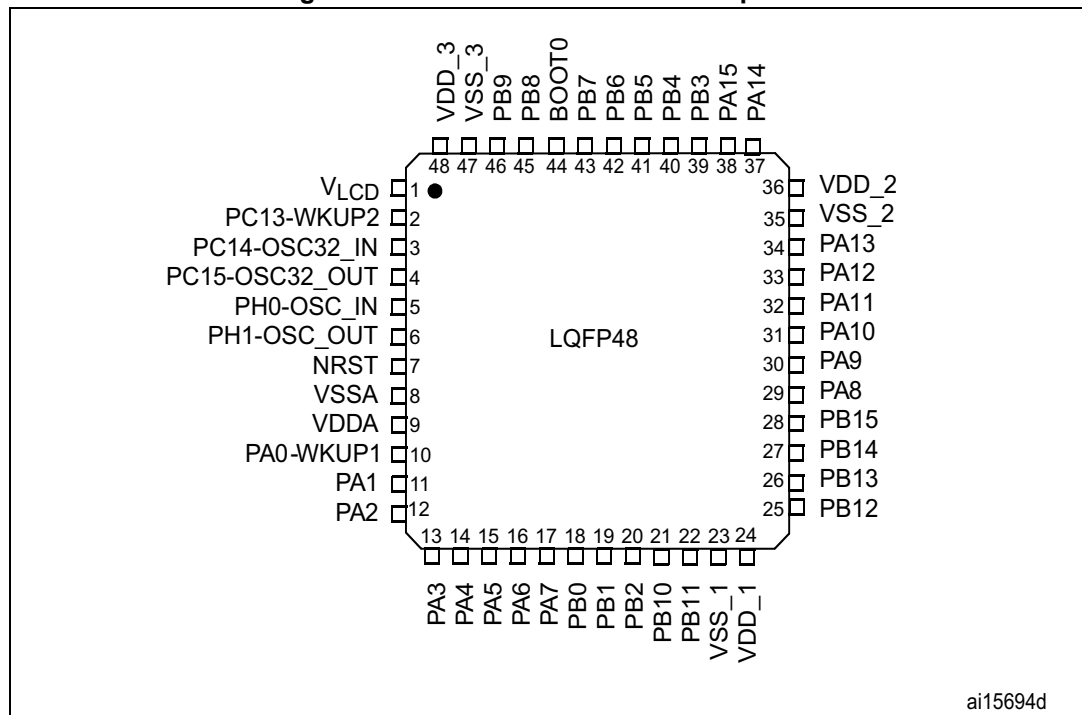 VDD_3
VSS_3
PB9
PB8
BOOT0
PB7
PB6
PB5
PB4
PB3
PA15
PA14
48 47 46 45 44 43 42 41 40 39 38 37
VLCD 1
PC13-WKUP2 2
PC14-OSC32_IN 3
PC15-OSC32_OUT 4
PH0-OSC_IN 5
PH1-OSC_OUT 6
NRST 7
VSSA 8
VDDA 9
PA0-WKUP1 10
PA1 11
PA2 12
LQFP48
36 VDD_2
35 VSS_2
34 PA13
33 PA12
32 PA11
31 PA10
30 PA9
29 PA8
28 PB15
27 PB14
26 PB13
25 PB12
13 14 15 16 17 18 19 20 21 22 23 24
PA3
PA4
PA5
PA6
PA7
PB0
PB1
PB2
PB10
PB11
VSS_1
VDD_1
ai15694d